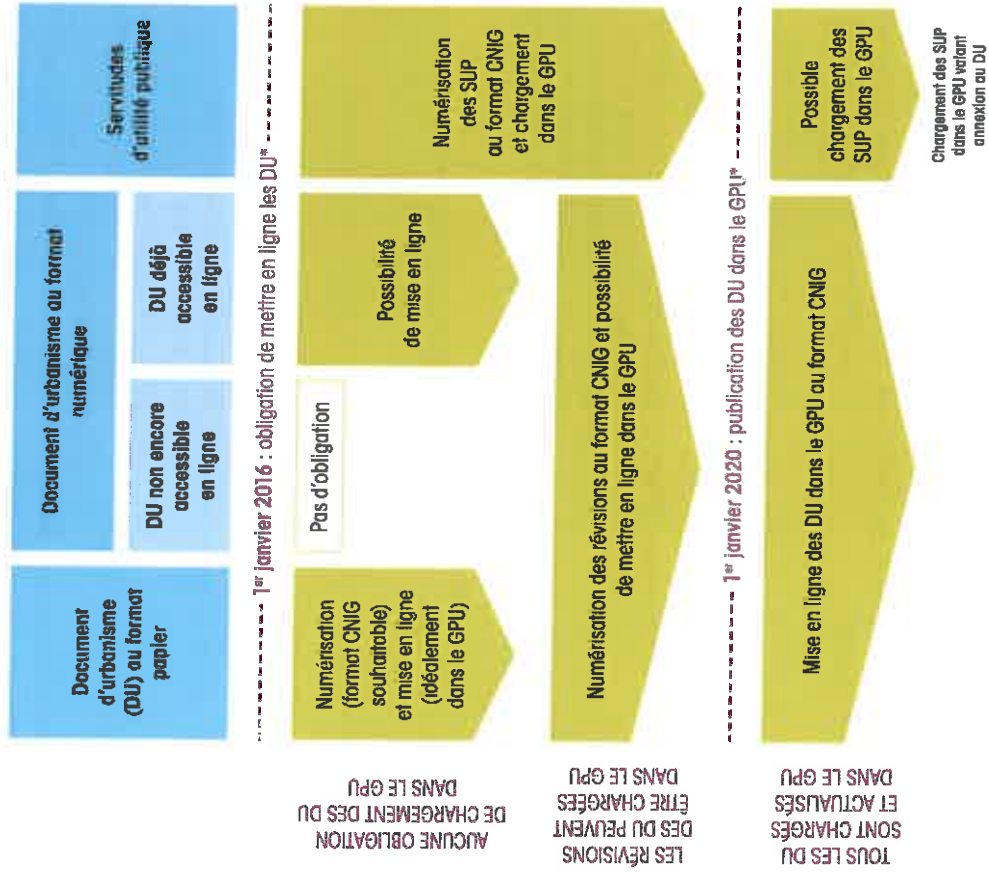 Document
d'urbanisme
(DU) au format
papier
Document d'urbanisme au format
numérique
DU non encore
accessible
en ligne
DU déjà
accessible
en ligne
Servitudes
d'utilité publique
1er janvier 2016 : obligation de mettre en ligne les DU*
AUCUNE OBLIGATION
DE CHARGEMENT DES DU
DANS LE GPU
Numérisation
(format CNIG
souhaitable)
et mise en ligne
(idéalement
dans le GPU)
Pas d'obligation
Possibilité
de mise en ligne
Numérisation
des SUP
au format CNIG
et chargement
dans le GPU
LES RÉVISIONS
DES DU PEUVENT
ÊTRE CHARGÉES
DANS LE GPU
Numérisation des révisions au format CNIG et possibilité
de mettre en ligne dans le GPU
1er janvier 2020 : publication des DU dans le GPU*
TOUS LES DU
SONT CHARGÉS
ET ACTUALISÉS
DANS LE GPU
Mise en ligne des DU dans le GPU au format CNIG
Possible
chargement des
SUP dans le GPU
Chargement des SUP
dans le GPU valant
annexion au DU